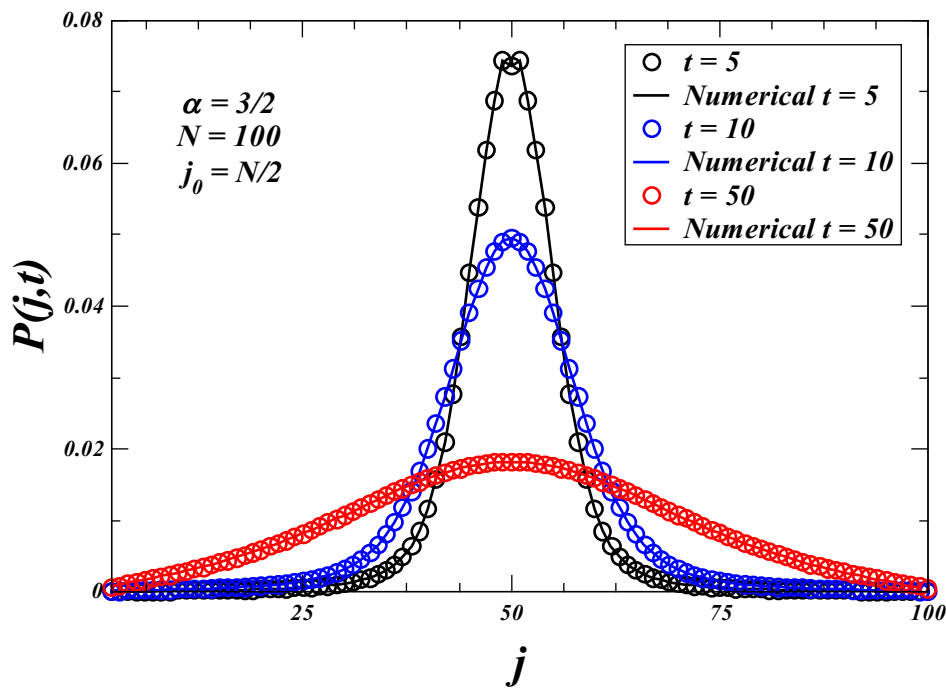 0.08
0.06
0.04
0.02
0
P(j,t)
α = 3/2
N = 100
j₀ = N/2
t = 5
Numerical t = 5
t = 10
Numerical t = 10
t = 50
Numerical t = 50
25
50
75
100
j